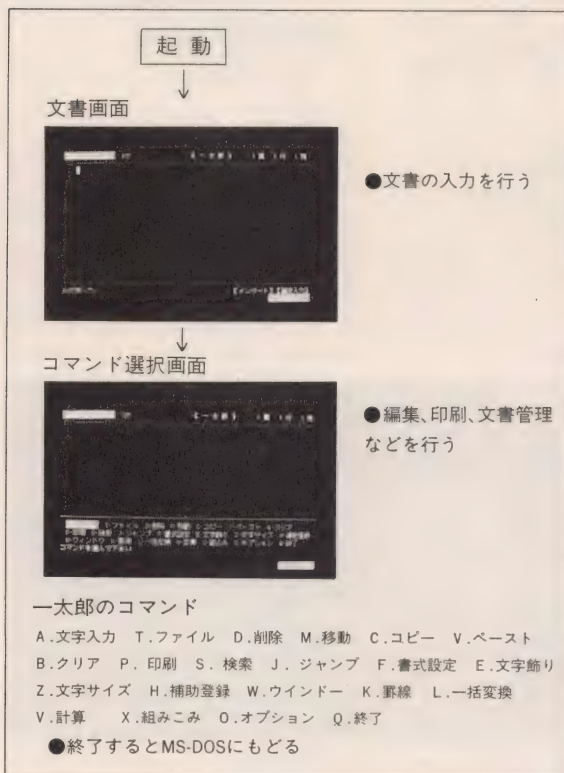 起 動
↓
文書画面
●文書の入力を行う
↓
コマンド選択画面
●編集、印刷、文書管理
などを行う
一太郎のコマンド
A.文字入力 T.ファイル D.削除 M.移動 C.コピー V.ペースト
B.クリア P. 印刷 S. 検索 J. ジャンプ F.書式設定 E.文字飾り
Z.文字サイズ H.補助登録 W.ウインドー K.罫線 L.一括変換
V.計算 X.組みこみ O.オプション Q.終了
●終了するとMS-DOSにもどる